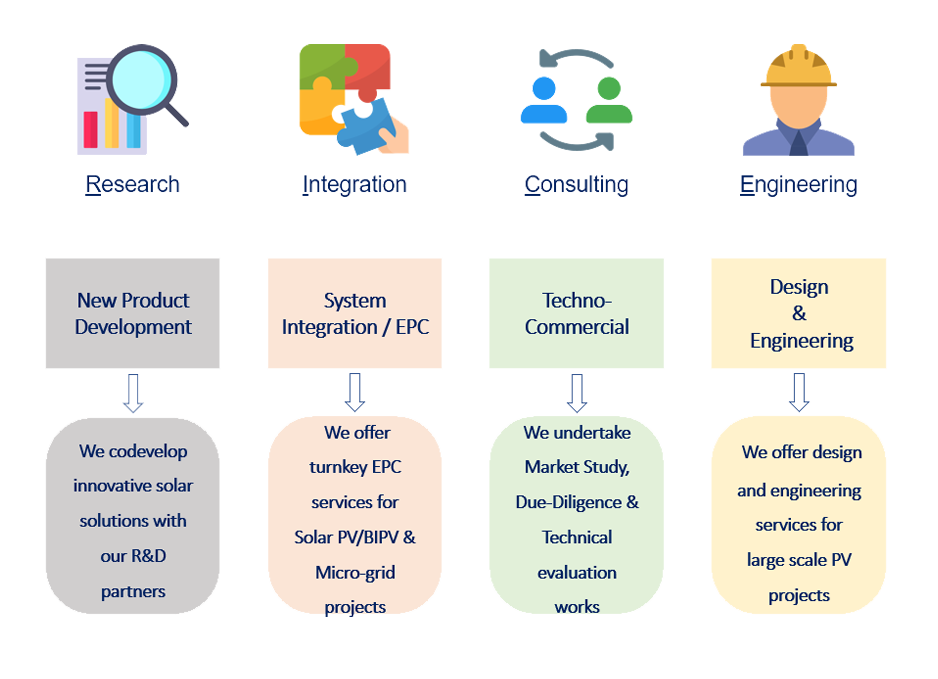 Research
Integration
Consulting
Engineering
New Product
Development
System
Integration / EPC
Techno-
Commercial
Design
&
Engineering
We codevelop
innovative solar
solutions with
our R&D
partners
We offer
turnkey EPC
services for
Solar PV/BIPV &
Micro-grid
projects
We undertake
Market Study,
Due-Diligence &
Technical
evaluation
works
We offer design
and engineering
services for
large scale PV
projects